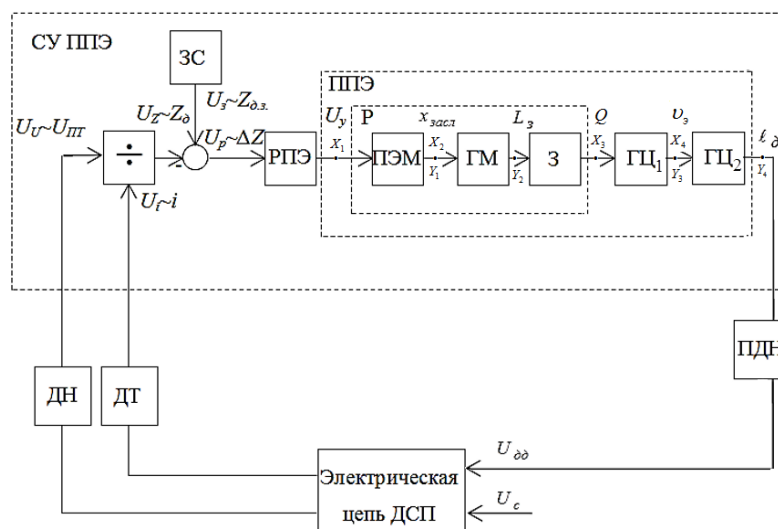 СУ ППЭ
ЗС
ППЭ
U_Z~Z_д
U_з~Z_д.з.
U_у
Р
x_засл
L_з
Q
υ_э
U_U~U_ПТ
÷
-
U_р~ΔZ
РПЭ
X_1
ПЭМ
X_2
Y_1
ГМ
Y_2
З
X_3
ГЦ_1
X_4
Y_3
ГЦ_2
ℓ_д
Y_4
U_i~i
ДН
ДТ
ПДН
Электрическая
цепь ДСП
U_дд
U_с